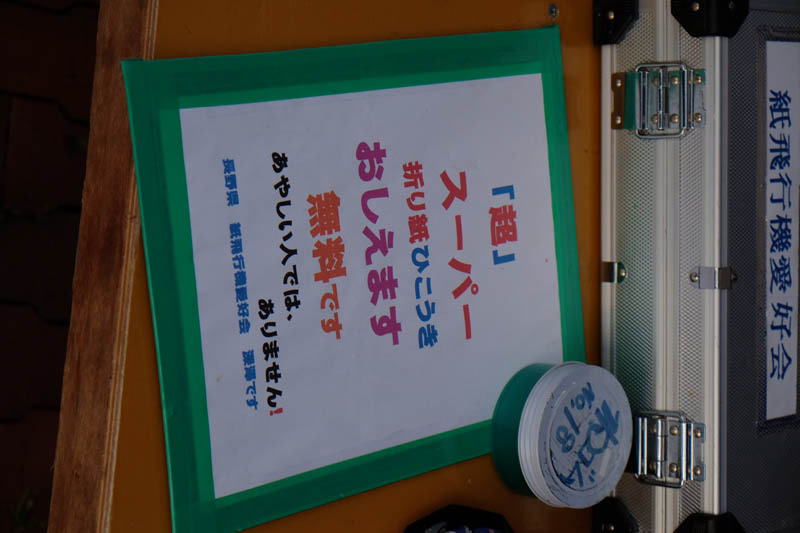 「超」
スーパー
折り紙ひこうき
おしえます
無料です
あやしい人では、
ありません!
長野県 紙飛行機愛好会 です
紙飛行機愛好会
No.18